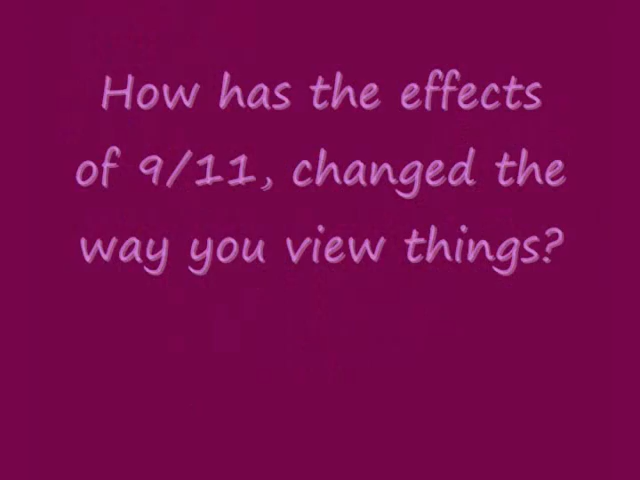 How has the effects
of 9/11, changed the
way you view things?